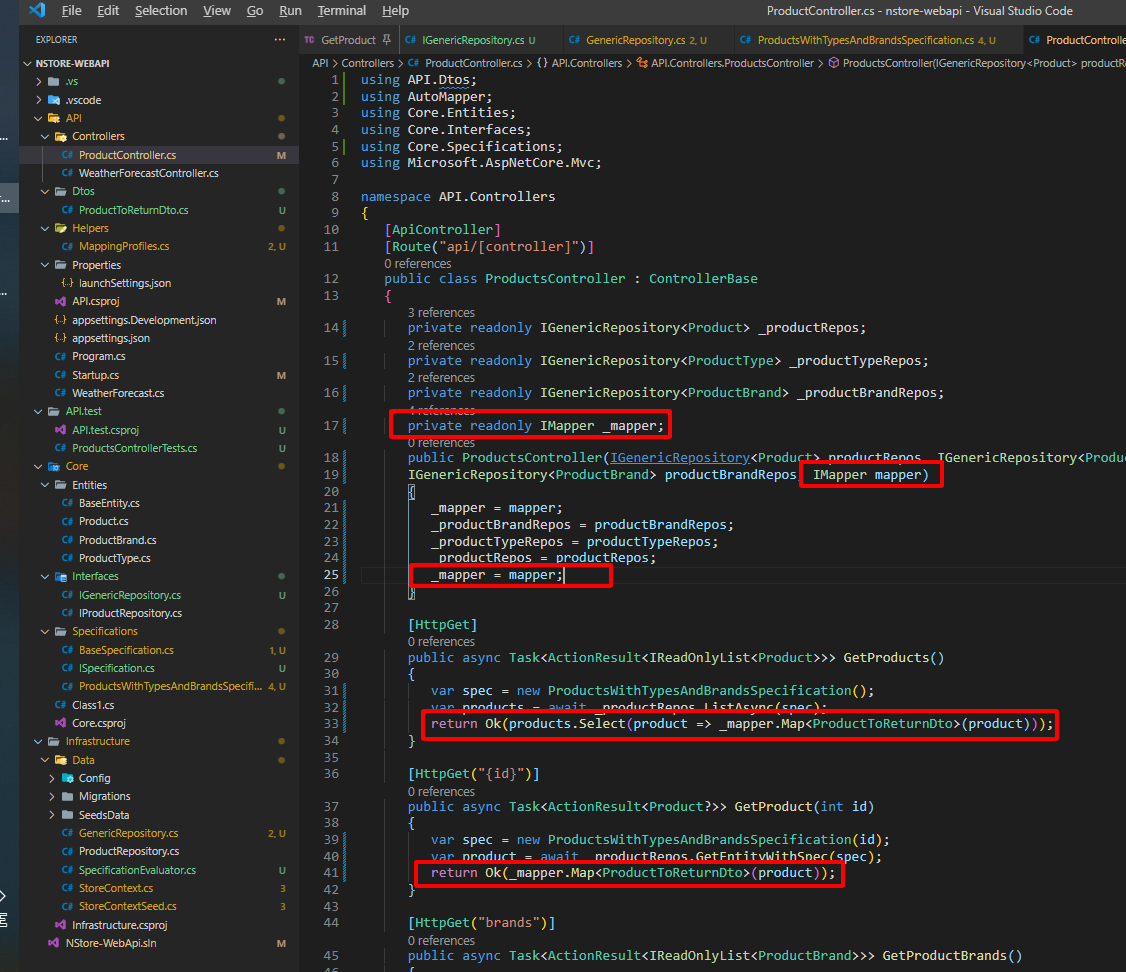 File Edit Selection View Go Run Terminal Help ProductController.cs - nstore-webapi - Visual Studio Code
EXPLORER ...
GetProduct IGenericRepository.cs U GenericRepository.cs 2, U ProductsWithTypesAndBrandsSpecification.cs 4, U ProductControlle
NSTORE-WEBAPI
API > Controllers > ProductController.cs > {} API.Controllers > API.Controllers.ProductsController > ProductsController(IGenericRepository<Product> productR
.vs
.vscode
API
Controllers
ProductController.cs M
WeatherForecastController.cs
Dtos
ProductToReturnDto.cs U
Helpers
MappingProfiles.cs 2, U
Properties
launchSettings.json
API.csproj M
appsettings.Development.json
appsettings.json
Program.cs
Startup.cs M
WeatherForecast.cs
API.test
API.test.csproj U
ProductsControllerTests.cs U
Core
Entities
BaseEntity.cs
Product.cs
ProductBrand.cs
ProductType.cs
Interfaces
IGenericRepository.cs U
IProductRepository.cs
Specifications
BaseSpecification.cs 1, U
ISpecification.cs U
ProductsWithTypesAndBrandsSpecifi... 4, U
Class1.cs
Core.csproj
Infrastructure
Data
Config
Migrations
SeedsData
GenericRepository.cs 2, U
ProductRepository.cs
SpecificationEvaluator.cs U
StoreContext.cs 3
StoreContextSeed.cs 3
Infrastructure.csproj
NStore-WebApi.sln M
1 using API.Dtos;
2 using AutoMapper;
3 using Core.Entities;
4 using Core.Interfaces;
5 using Core.Specifications;
6 using Microsoft.AspNetCore.Mvc;
7
8 namespace API.Controllers
9 {
10 [ApiController]
11 [Route("api/[controller]")]
0 references
12 public class ProductsController : ControllerBase
13 {
3 references
14 private readonly IGenericRepository<Product> _productRepos;
2 references
15 private readonly IGenericRepository<ProductType> _productTypeRepos;
2 references
16 private readonly IGenericRepository<ProductBrand> _productBrandRepos;
4 references
17 private readonly IMapper _mapper;
0 references
18 public ProductsController(IGenericRepository<Product> productRepos, IGenericRepository<Produ
19 IGenericRepository<ProductBrand> productBrandRepos, IMapper mapper)
20 {
21 _mapper = mapper;
22 _productBrandRepos = productBrandRepos;
23 _productTypeRepos = productTypeRepos;
24 _productRepos = productRepos;
25 _mapper = mapper;
26 }
27
28 [HttpGet]
0 references
29 public async Task<ActionResult<IReadOnlyList<Product>>> GetProducts()
30 {
31 var spec = new ProductsWithTypesAndBrandsSpecification();
32 var products = await _productRepos.ListAsync(spec);
33 return Ok(products.Select(product => _mapper.Map<ProductToReturnDto>(product)));
34 }
35
36 [HttpGet("{id}")]
0 references
37 public async Task<ActionResult<Product?>> GetProduct(int id)
38 {
39 var spec = new ProductsWithTypesAndBrandsSpecification(id);
40 var product = await _productRepos.GetEntityWithSpec(spec);
41 return Ok(_mapper.Map<ProductToReturnDto>(product));
42 }
43
44 [HttpGet("brands")]
0 references
45 public async Task<ActionResult<IReadOnlyList<ProductBrand>>> GetProductBrands()
46 {